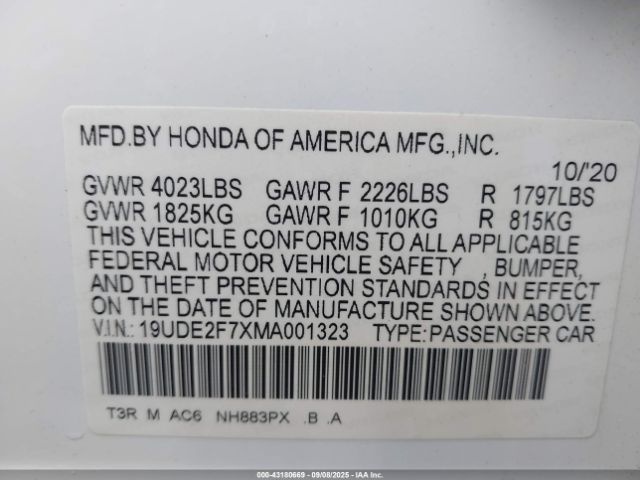 MFD.BY HONDA OF AMERICA MFG.,INC.
10/'20
GVWR 4023LBS GAWR F 2226LBS R 1797LBS
GVWR 1825KG GAWR F 1010KG R 815KG
THIS VEHICLE CONFORMS TO ALL APPLICABLE
FEDERAL MOTOR VEHICLE SAFETY , BUMPER,
AND THEFT PREVENTION STANDARDS IN EFFECT
ON THE DATE OF MANUFACTURE SHOWN ABOVE.
V.I.N.: 19UDE2F7XMA001323 TYPE: PASSENGER CAR
T3R M AC6 NH883PX .B .A
000-43180669 • 09/08/2025 • IAA Inc.